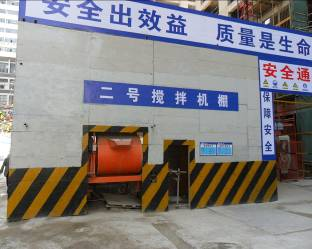 安全出效益 质量是生命
安全通
二号搅拌机棚
保障安全